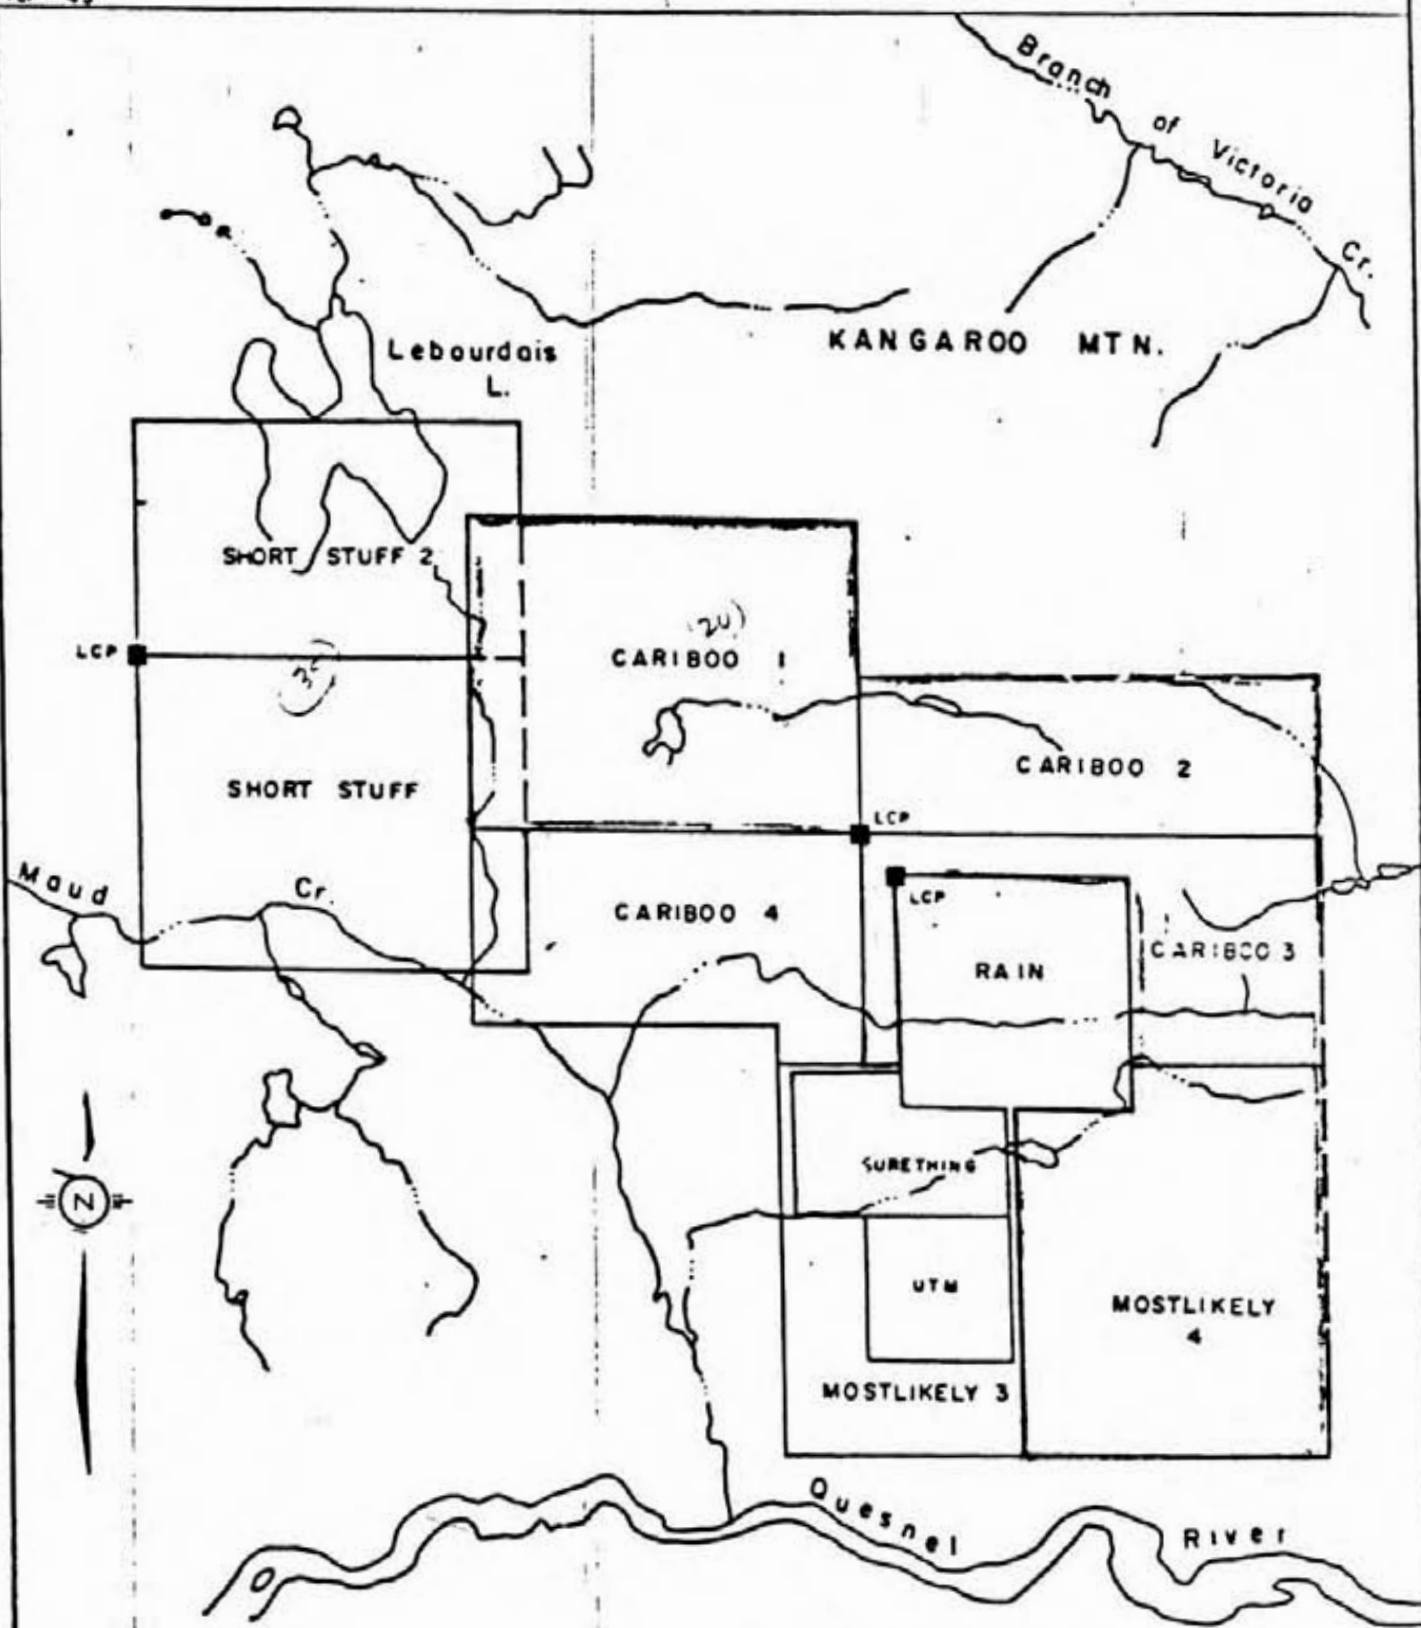 Branch of Victoria Cr.
Lebourdais
L.
KANGAROO MTN.
SHORT STUFF 2
(20)
LCP
CARIBOO 1
CARIBOO 2
SHORT STUFF
LCP
Maud Cr.
LCP
CARIBOO 4
CARIBOO 3
RAIN
SURETHING
N
UTM
MOSTLIKELY
4
MOSTLIKELY 3
Quesnel River